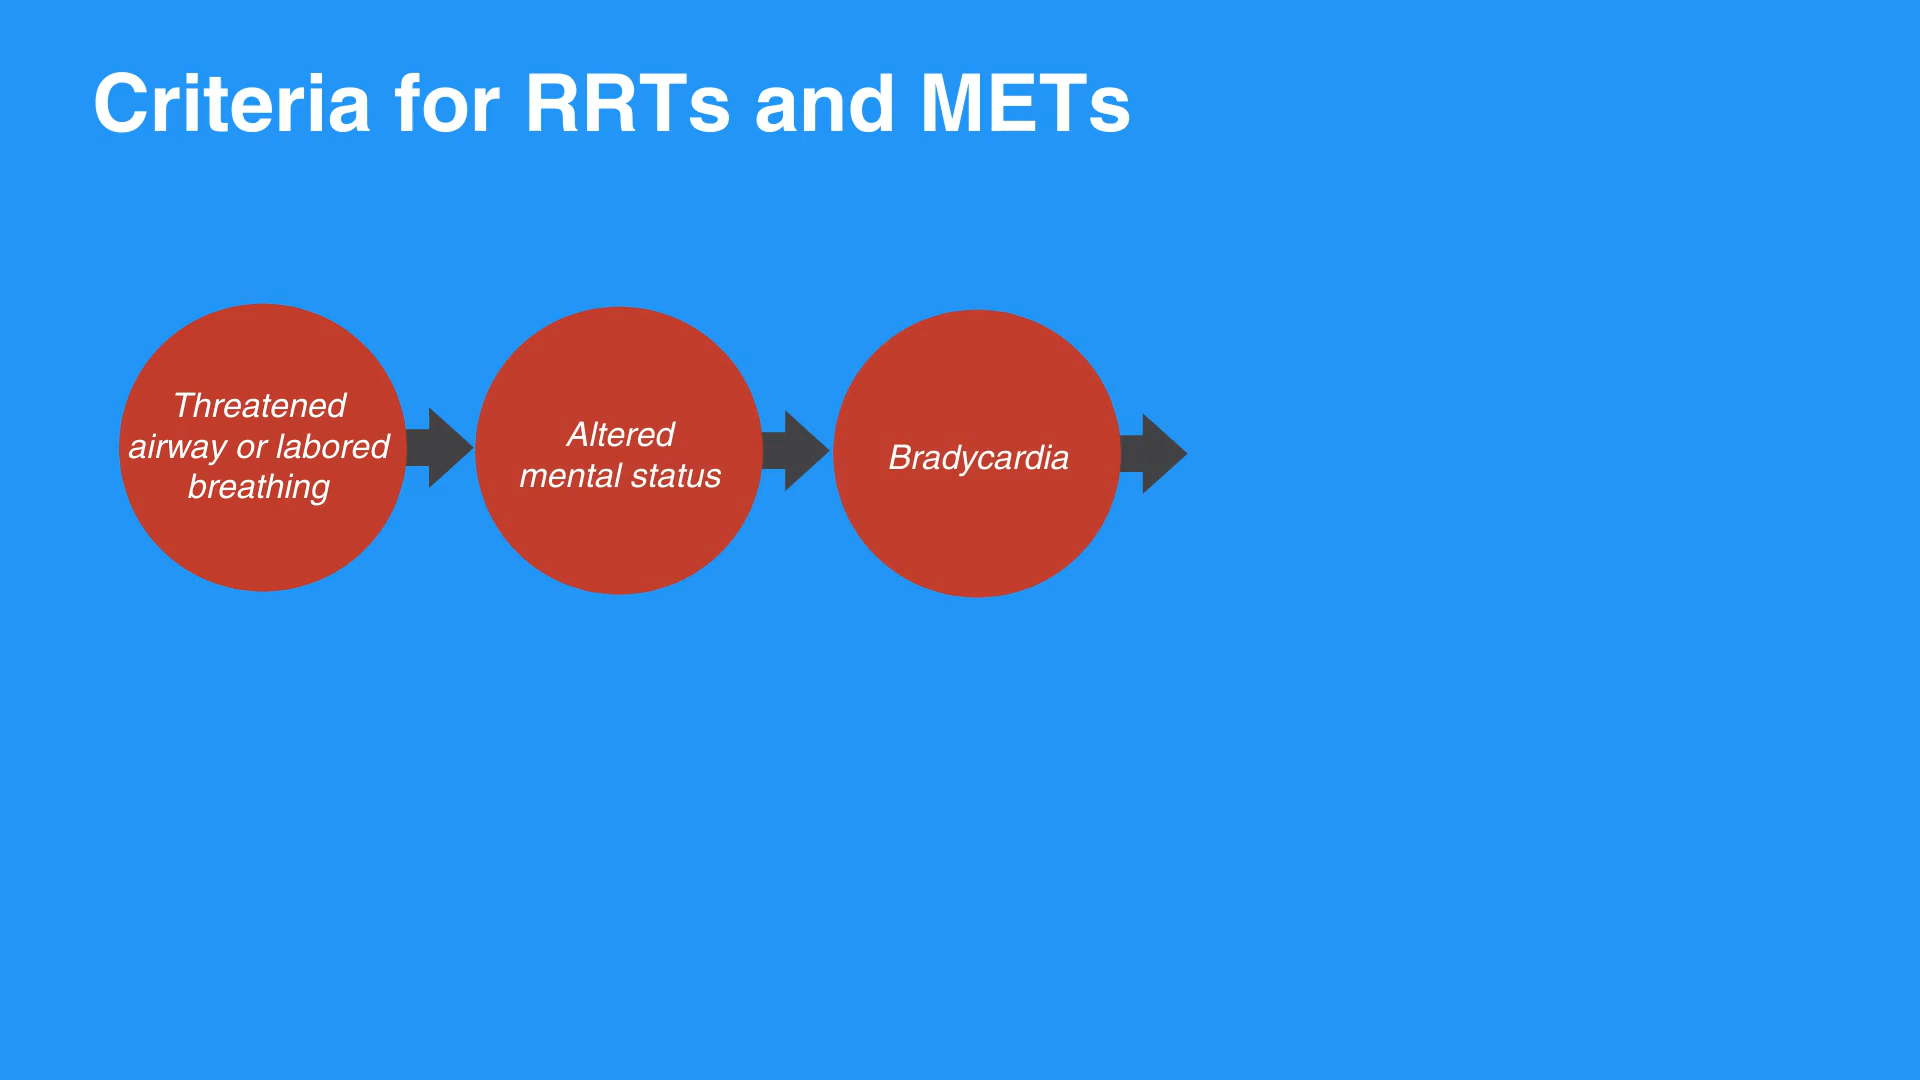 Criteria for RRTs and METs
Threatened
airway or labored
breathing
Altered
mental status
Bradycardia